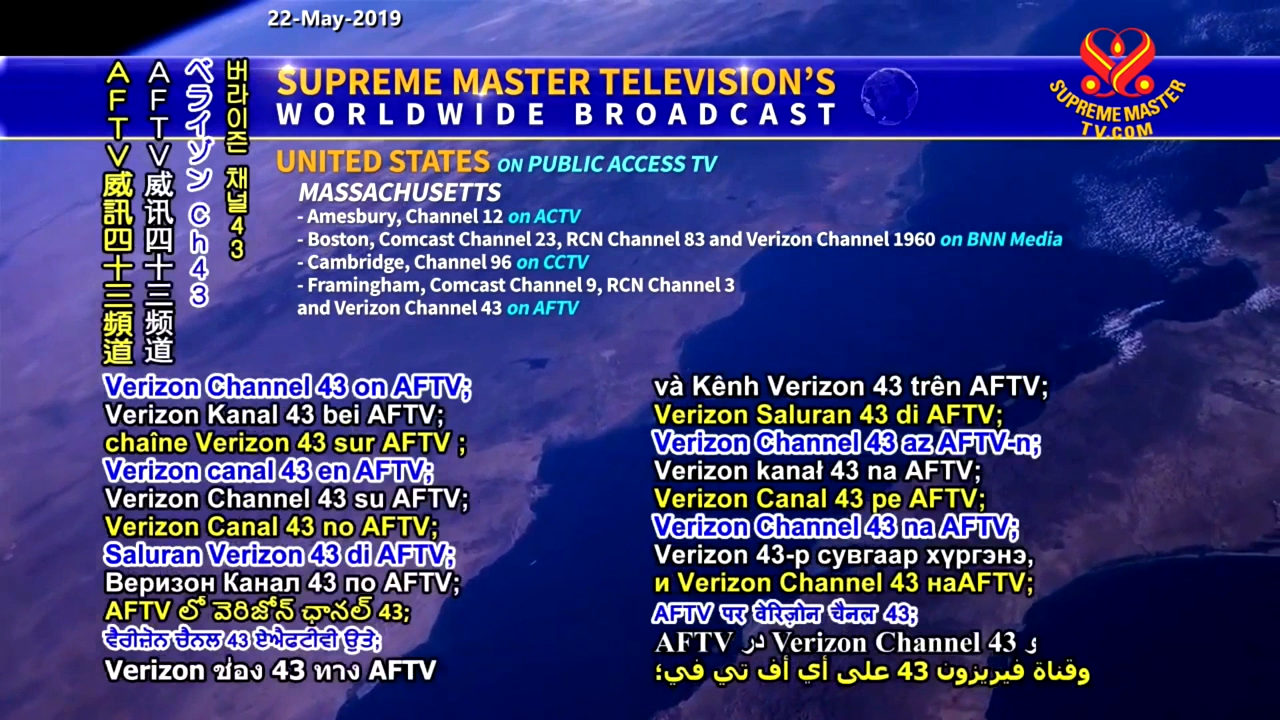 22-May-2019
SUPREME MASTER TELEVISION'S
WORLDWIDE BROADCAST
SUPREME MASTER
TV.COM
AFTV威訊四十三頻道
AFTV威讯四十三频道
ベライゾン Ch43
버라이즌 채널43
UNITED STATES ON PUBLIC ACCESS TV
MASSACHUSETTS
- Amesbury, Channel 12 on ACTV
- Boston, Comcast Channel 23, RCN Channel 83 and Verizon Channel 1960 on BNN Media
- Cambridge, Channel 96 on CCTV
- Framingham, Comcast Channel 9, RCN Channel 3
and Verizon Channel 43 on AFTV
Verizon Channel 43 on AFTV;
Verizon Kanal 43 bei AFTV;
chaîne Verizon 43 sur AFTV ;
Verizon canal 43 en AFTV;
Verizon Channel 43 su AFTV;
Verizon Canal 43 no AFTV;
Saluran Verizon 43 di AFTV;
Веризон Канал 43 по AFTV;
AFTV లో వెరిజోన్ ఛానల్ 43;
ਵੈਰੀਜ਼ੋਨ ਚੈਨਲ 43 ਏਐਫਟੀਵੀ ਉਤੇ;
Verizon ช่อง 43 ทาง AFTV
và Kênh Verizon 43 trên AFTV;
Verizon Saluran 43 di AFTV;
Verizon Channel 43 az AFTV-n;
Verizon kanał 43 na AFTV;
Verizon Canal 43 pe AFTV;
Verizon Channel 43 na AFTV;
Verizon 43-р сувгаар хүргэнэ,
и Verizon Channel 43 наAFTV;
AFTV पर वेरिज़ोन चैनल 43;
و Verizon Channel 43 در AFTV
وقناة فيريزون 43 على أي أف تي في؛